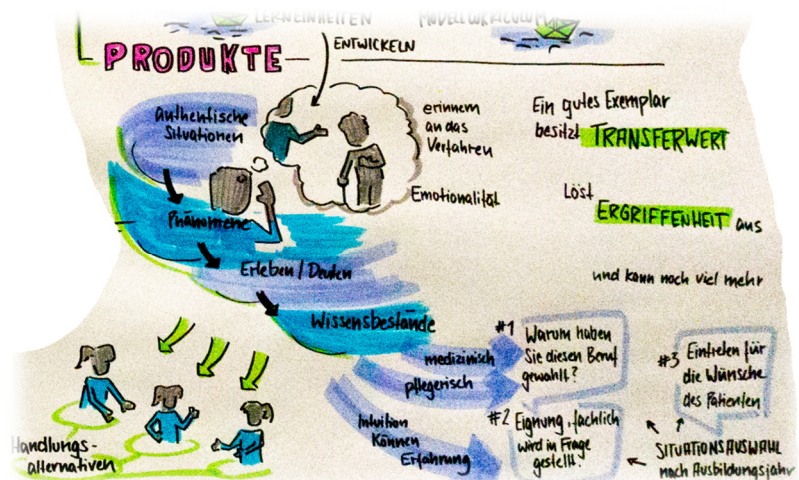 LERNEINHEITEN
MODELLCURRICULUM
PRODUKTE
ENTWICKELN
authentische
Situationen
Phänomene
Erleben / Deuten
Wissensbestände
erinnern
an das
Verfahren
Emotionalität
Ein gutes Exemplar
besitzt TRANSFERWERT
Löst
ERGRIFFENHEIT aus
und kann noch viel mehr
medizinisch
pflegerisch
Intuition
Können
Erfahrung
#1 Warum haben
Sie diesen Beruf
gewählt?
#2 Eignung, fachlich
wird in Frage
gestellt.
#3 Eintreten für
die Wünsche
des Patienten
SITUATIONSAUSWAHL
nach Ausbildungsjahr
Handlungs-
alternativen